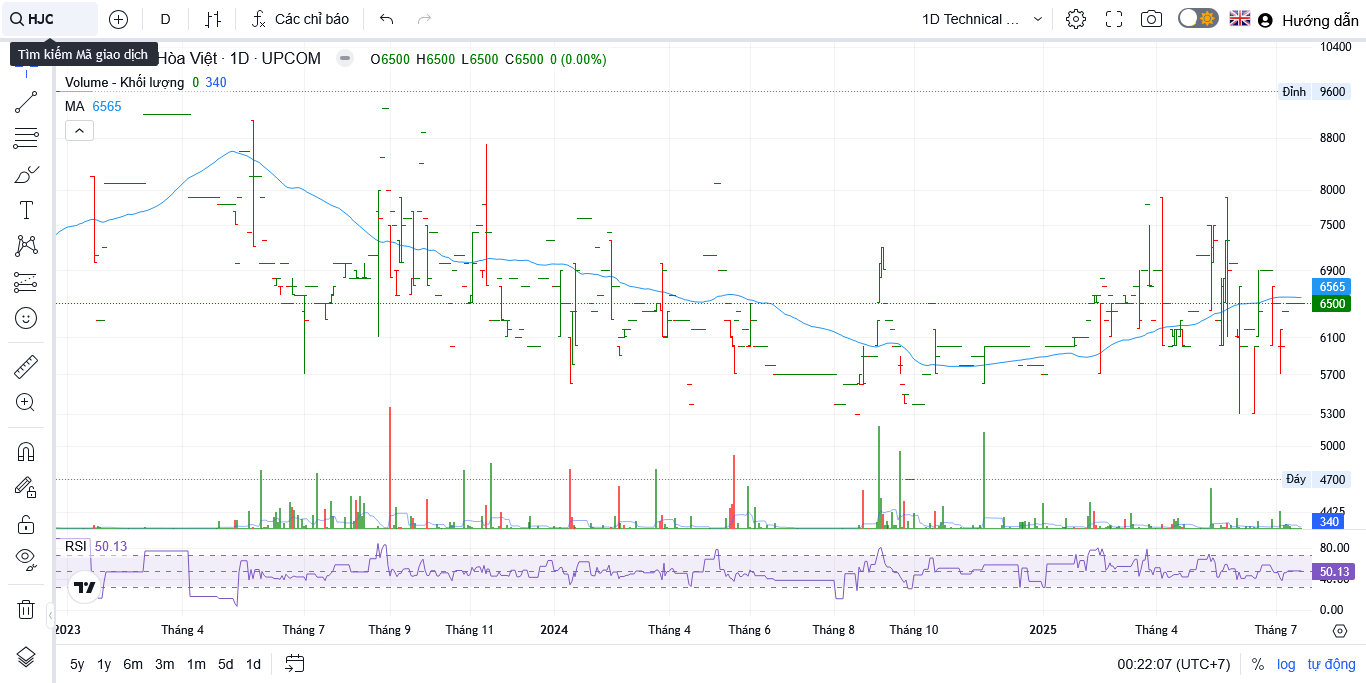 HJC
D
Các chỉ báo
1D Technical ...
Hướng dẫn
Tìm kiếm Mã giao dịch
Hòa Việt · 1D · UPCOM
O6500 H6500 L6500 C6500 0 (0.00%)
Volume - Khối lượng 0 340
MA 6565
10400
Đỉnh 9600
8800
8000
7500
6900
6565
6500
6100
5700
5300
5000
Đáy 4700
4425
340
RSI 50.13
80.00
50.13
40.00
0.00
2023 Tháng 4 Tháng 7 Tháng 9 Tháng 11 2024 Tháng 4 Tháng 6 Tháng 8 Tháng 10 2025 Tháng 4 Tháng 7
5y 1y 6m 3m 1m 5d 1d
00:22:07 (UTC+7) % log tự động